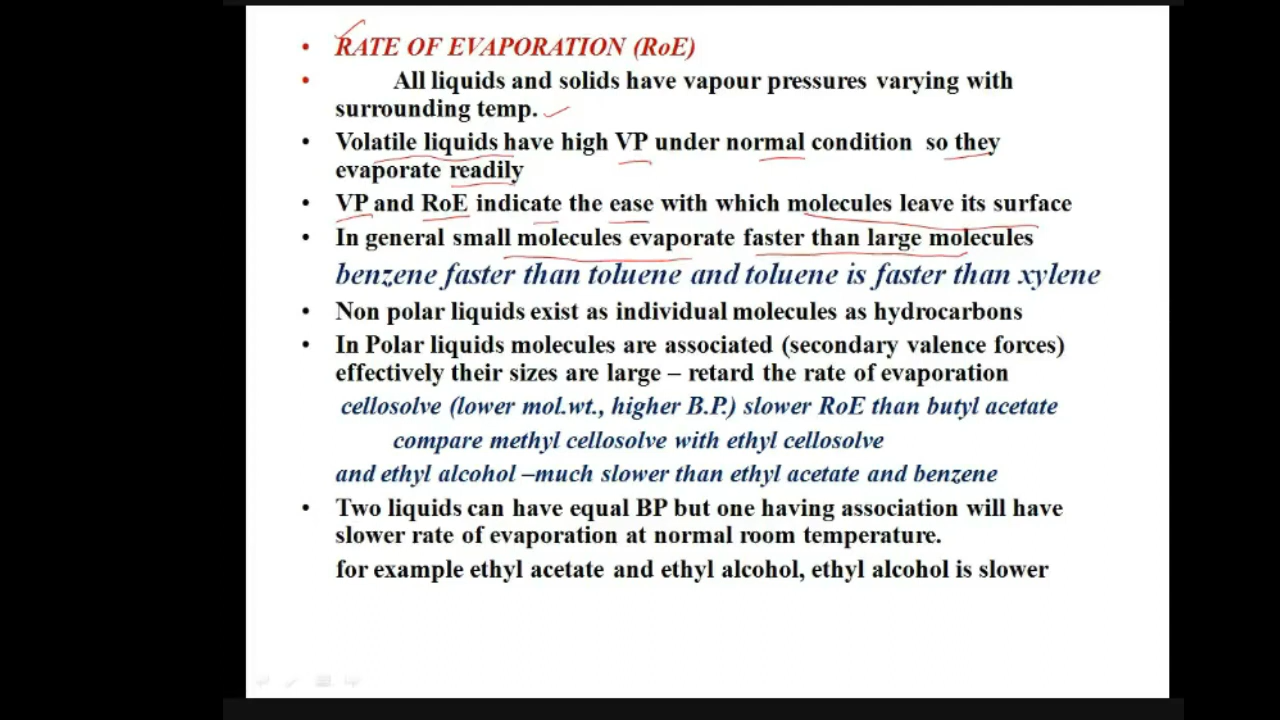 • RATE OF EVAPORATION (RoE)
• All liquids and solids have vapour pressures varying with
surrounding temp.
• Volatile liquids have high VP under normal condition so they
evaporate readily
• VP and RoE indicate the ease with which molecules leave its surface
• In general small molecules evaporate faster than large molecules
benzene faster than toluene and toluene is faster than xylene
• Non polar liquids exist as individual molecules as hydrocarbons
• In Polar liquids molecules are associated (secondary valence forces)
effectively their sizes are large – retard the rate of evaporation
cellosolve (lower mol.wt., higher B.P.) slower RoE than butyl acetate
compare methyl cellosolve with ethyl cellosolve
and ethyl alcohol –much slower than ethyl acetate and benzene
• Two liquids can have equal BP but one having association will have
slower rate of evaporation at normal room temperature.
for example ethyl acetate and ethyl alcohol, ethyl alcohol is slower